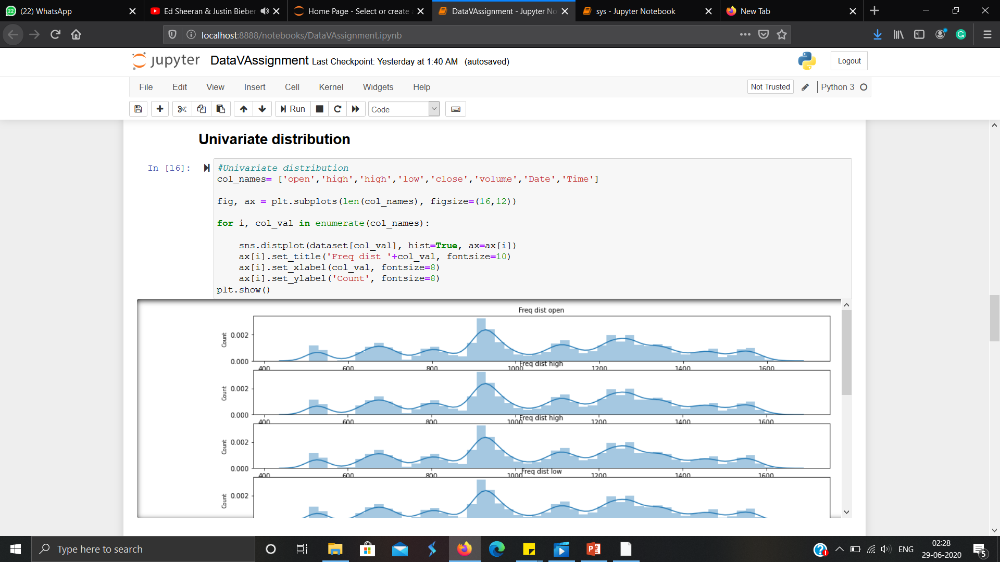 (22) WhatsApp
Ed Sheeran & Justin Bieber
Home Page - Select or create a
DataVAssignment - Jupyter No
sys - Jupyter Notebook
New Tab
localhost:8888/notebooks/DataVAssignment.ipynb
jupyter DataVAssignment Last Checkpoint: Yesterday at 1:40 AM (autosaved)
Logout
File Edit View Insert Cell Kernel Widgets Help
Not Trusted
Python 3
Run
Code
Univariate distribution
In [16]:
#Univariate distribution
col_names= ['open','high','high','low','close','volume','Date','Time']
fig, ax = plt.subplots(len(col_names), figsize=(16,12))
for i, col_val in enumerate(col_names):
    sns.distplot(dataset[col_val], hist=True, ax=ax[i])
    ax[i].set_title('Freq dist '+col_val, fontsize=10)
    ax[i].set_xlabel(col_val, fontsize=8)
    ax[i].set_ylabel('Count', fontsize=8)
plt.show()
Freq dist open
Count
0.002
0.000
400 600 800 1000 1200 1400 1600
Freq dist high
Count
0.002
0.000
400 600 800 1000 1200 1400 1600
Freq dist high
Count
0.002
0.000
400 600 800 1000 1200 1400 1600
Freq dist low
Count
0.002
Type here to search
ENG
02:28
29-06-2020
5